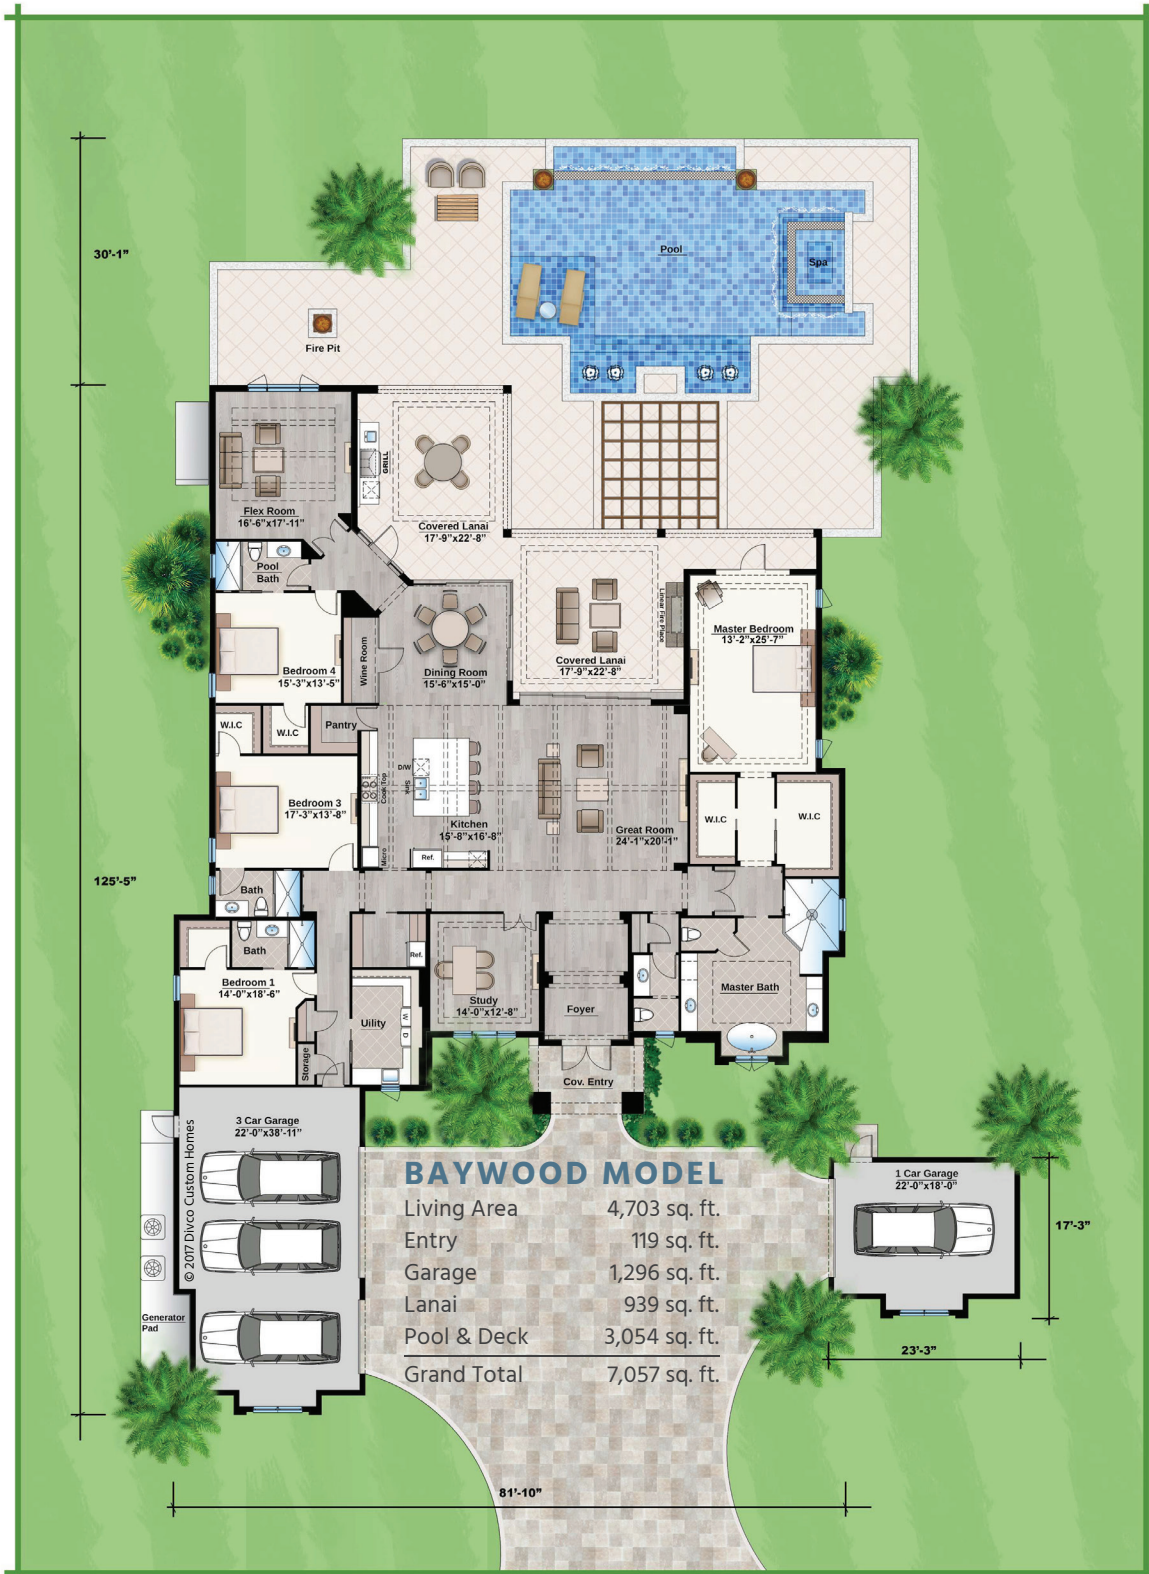 30'-1"
Pool
Spa
Fire Pit
GRILL
Flex Room
16'-6"x17'-11"
Covered Lanai
17'-9"x22'-8"
Pool
Bath
Linear Fire Place
Master Bedroom
13'-2"x25'-7"
Wine Room
Bedroom 4
15'-3"x13'-5"
Dining Room
15'-6"x15'-0"
Covered Lanai
17'-9"x22'-8"
W.I.C
W.I.C
Pantry
D/W
Sink
Cook Top
Bedroom 3
17'-3"x13'-8"
Kitchen
15'-8"x16'-8"
Great Room
24'-1"x20'-1"
W.I.C
W.I.C
Micro
Ref.
125'-5"
Bath
Bath
Ref.
Bedroom 1
14'-0"x18'-6"
Study
14'-0"x12'-8"
Foyer
Master Bath
Uility
W
D
Storage
Cov. Entry
3 Car Garage
22'-0"x38'-11"
© 2017 Divco Custom Homes
Generator
Pad
1 Car Garage
22'-0"x18'-0"
17'-3"
23'-3"
BAYWOOD MODEL
Living Area 4,703 sq. ft.
Entry 119 sq. ft.
Garage 1,296 sq. ft.
Lanai 939 sq. ft.
Pool & Deck 3,054 sq. ft.
Grand Total 7,057 sq. ft.
81'-10"